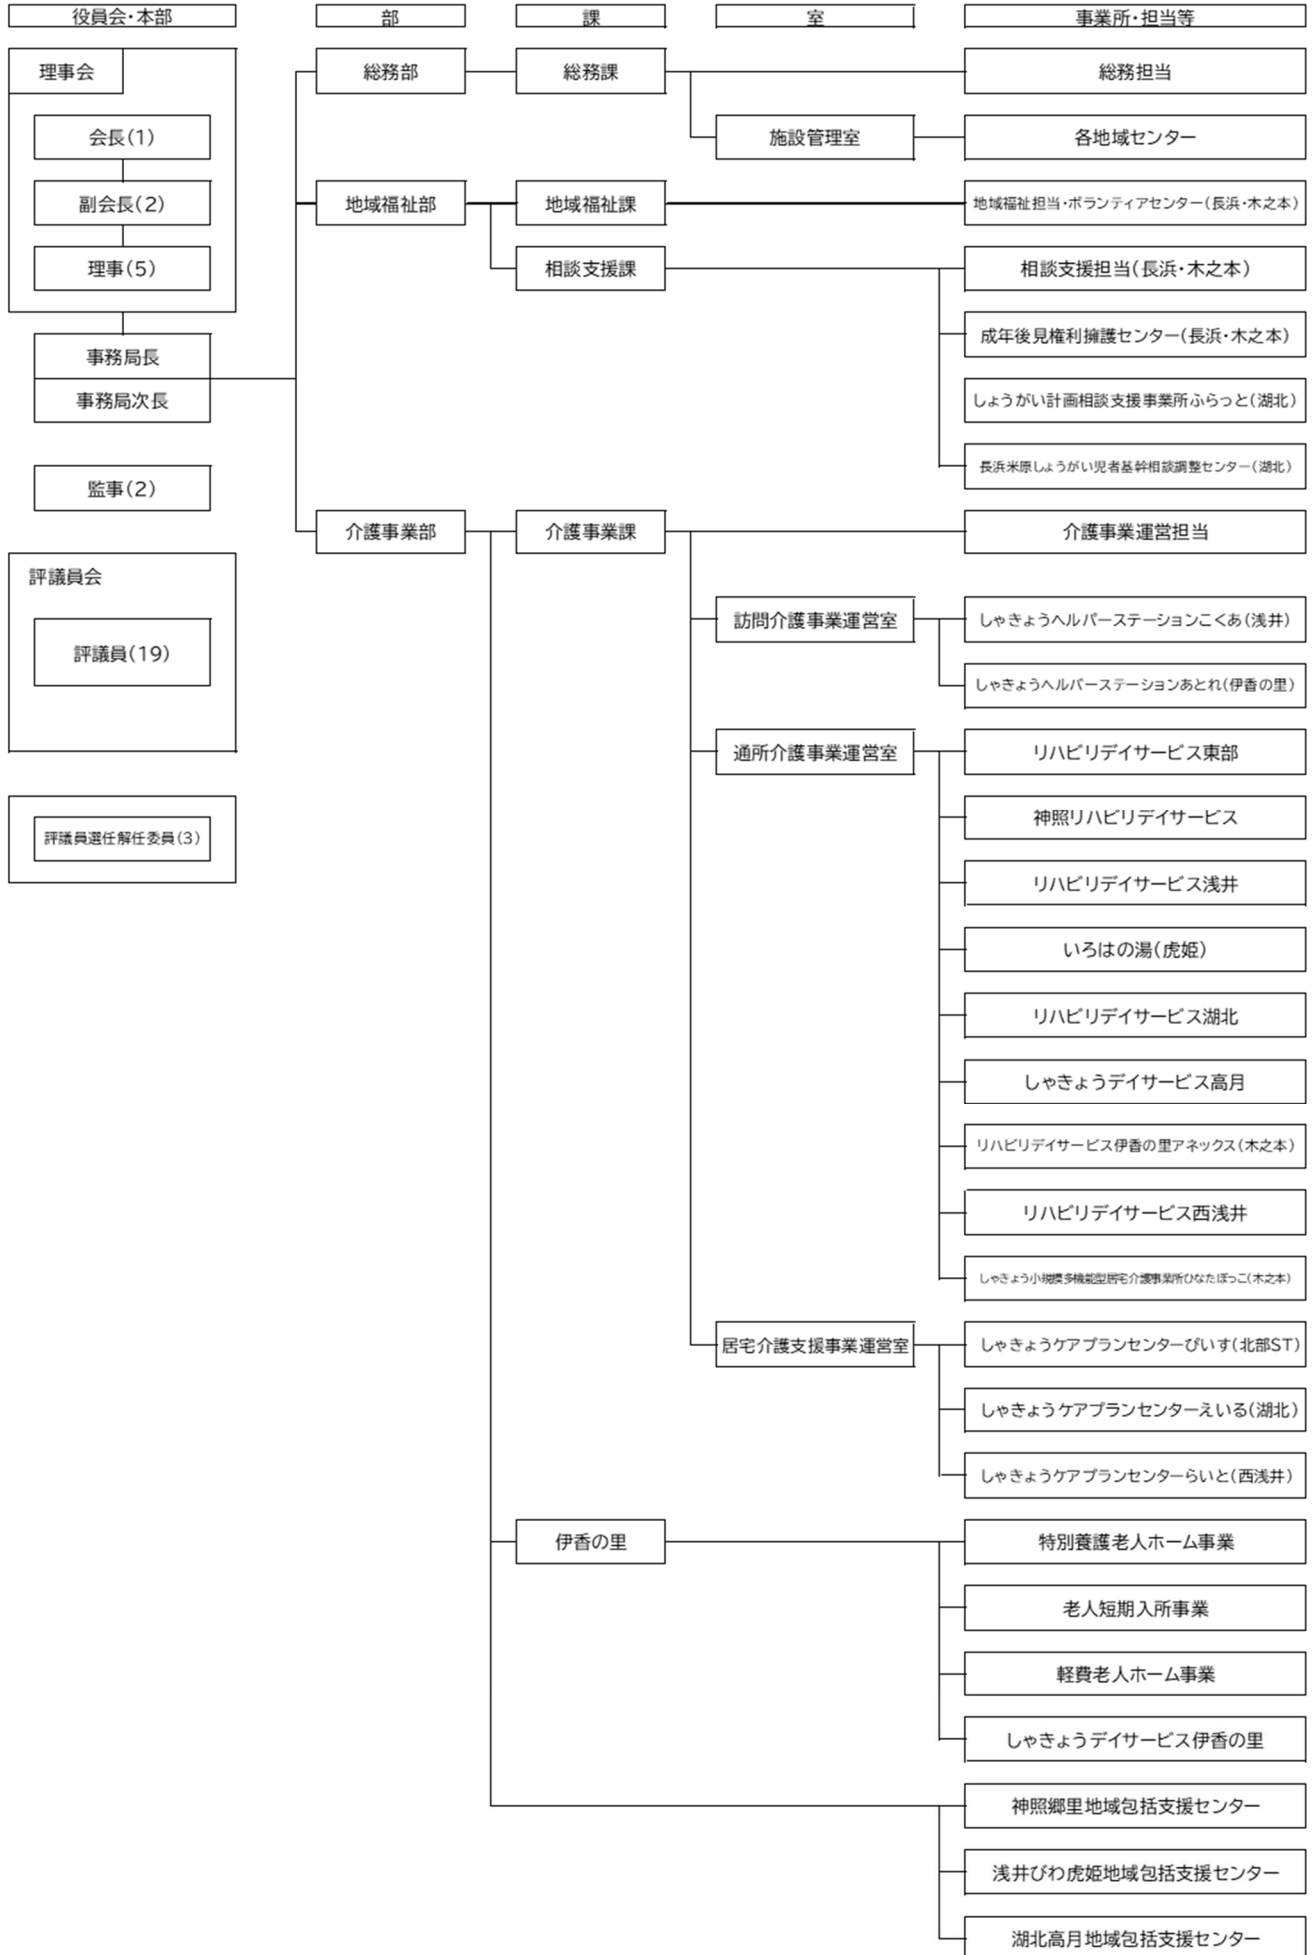 役員会・本部
部
課
室
事業所・担当等
理事会
会長(1)
副会長(2)
理事(5)
事務局長
事務局次長
監事(2)
評議員会
評議員(19)
評議員選任解任委員(3)
総務部
総務課
総務担当
施設管理室
各地域センター
地域福祉部
地域福祉課
地域福祉担当・ボランティアセンター(長浜・木之本)
相談支援課
相談支援担当(長浜・木之本)
成年後見権利擁護センター(長浜・木之本)
しょうがい計画相談支援事業所ふらっと(湖北)
長浜米原しょうがい児者基幹相談調整センター(湖北)
介護事業部
介護事業課
介護事業運営担当
訪問介護事業運営室
しゃきょうヘルパーステーションこくあ(浅井)
しゃきょうヘルパーステーションあとれ(伊香の里)
通所介護事業運営室
リハビリデイサービス東部
神照リハビリデイサービス
リハビリデイサービス浅井
いろはの湯(虎姫)
リハビリデイサービス湖北
しゃきょうデイサービス高月
リハビリデイサービス伊香の里アネックス(木之本)
リハビリデイサービス西浅井
しゃきょう小規模多機能型居宅介護事業所ひなたぼっこ(木之本)
居宅介護支援事業運営室
しゃきょうケアプランセンターぴいす(北部ST)
しゃきょうケアプランセンターえいる(湖北)
しゃきょうケアプランセンターらいと(西浅井)
伊香の里
特別養護老人ホーム事業
老人短期入所事業
軽費老人ホーム事業
しゃきょうデイサービス伊香の里
神照郷里地域包括支援センター
浅井びわ虎姫地域包括支援センター
湖北高月地域包括支援センター